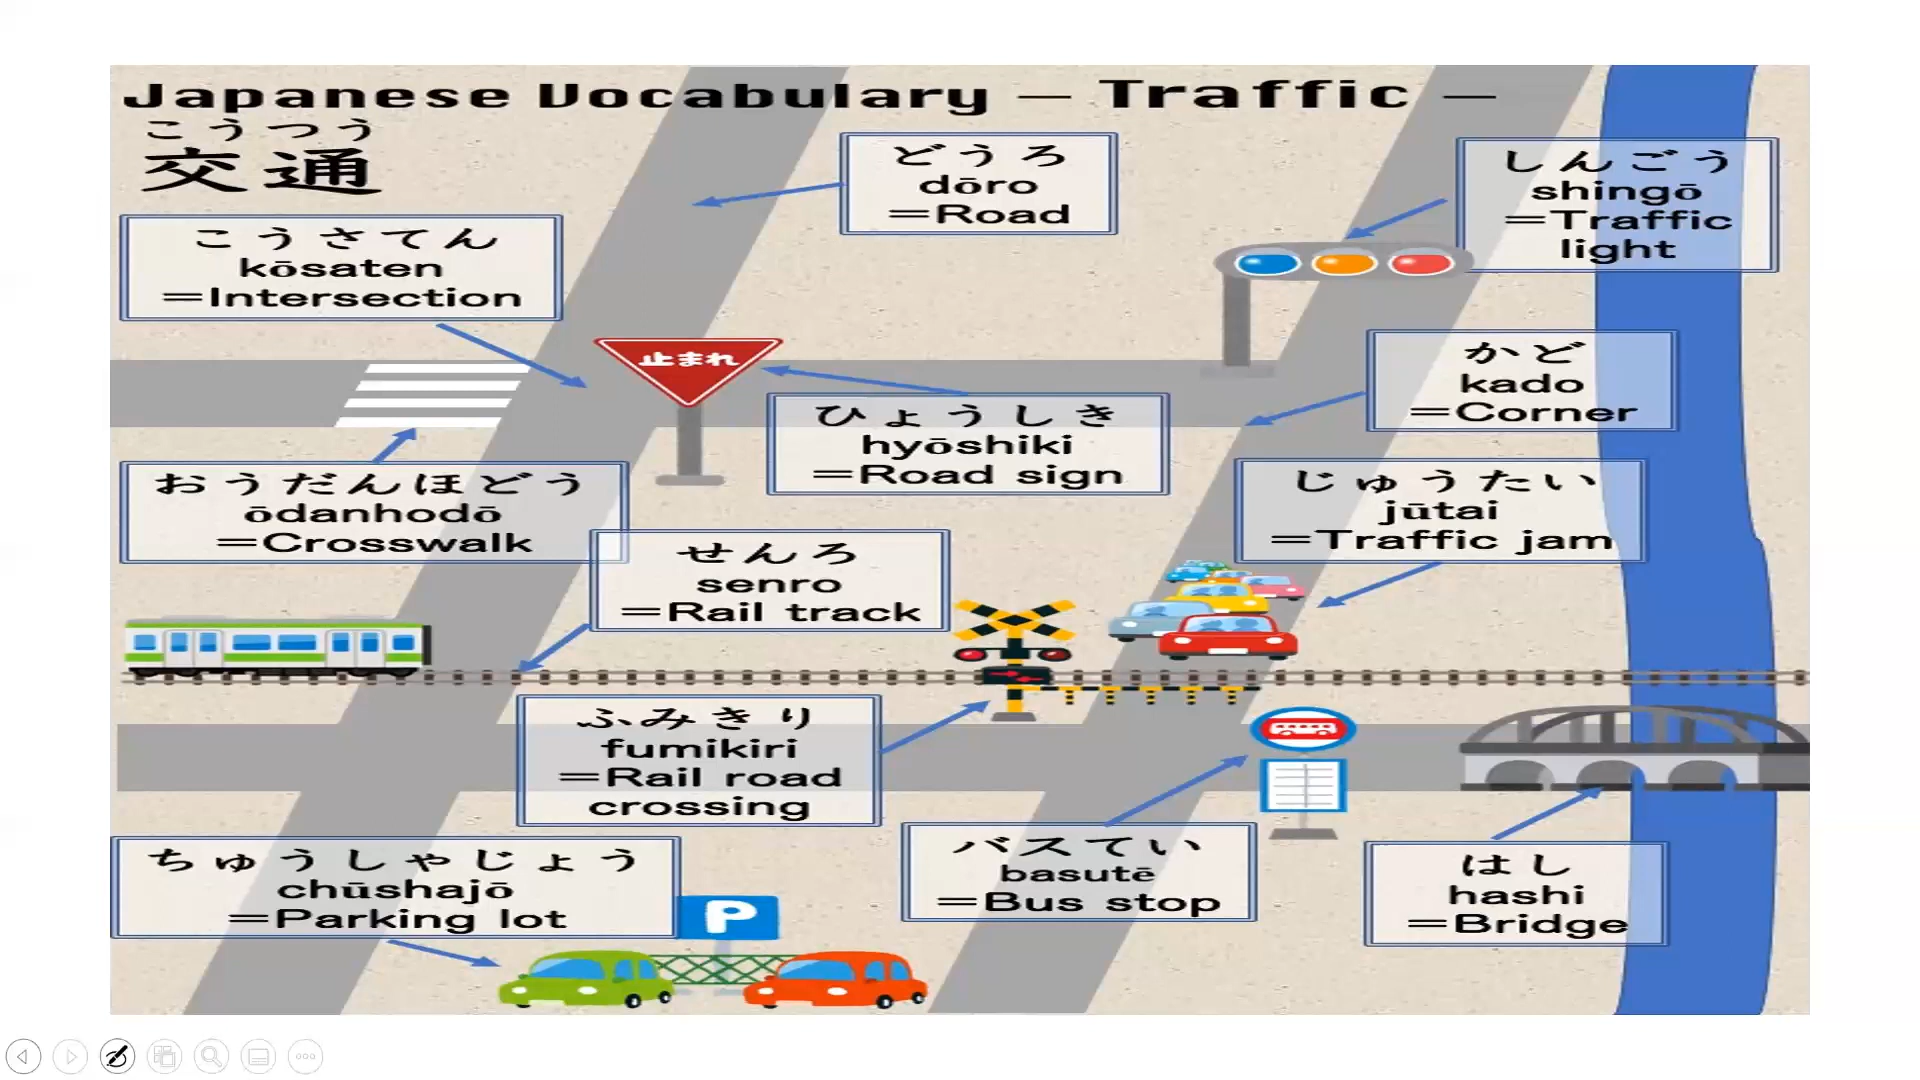 Japanese Vocabulary — Traffic —
こうつう
交通
どうろ
dōro
=Road
しんごう
shingō
=Traffic
light
こうさてん
kōsaten
=Intersection
止まれ
かど
kado
=Corner
ひょうしき
hyōshiki
=Road sign
おうだんほどう
ōdanhodō
=Crosswalk
じゅうたい
jūtai
=Traffic jam
せんろ
senro
=Rail track
ふみきり
fumikiri
=Rail road
crossing
ちゅうしゃじょう
chūshajō
=Parking lot
P
バスてい
basutē
=Bus stop
はし
hashi
=Bridge